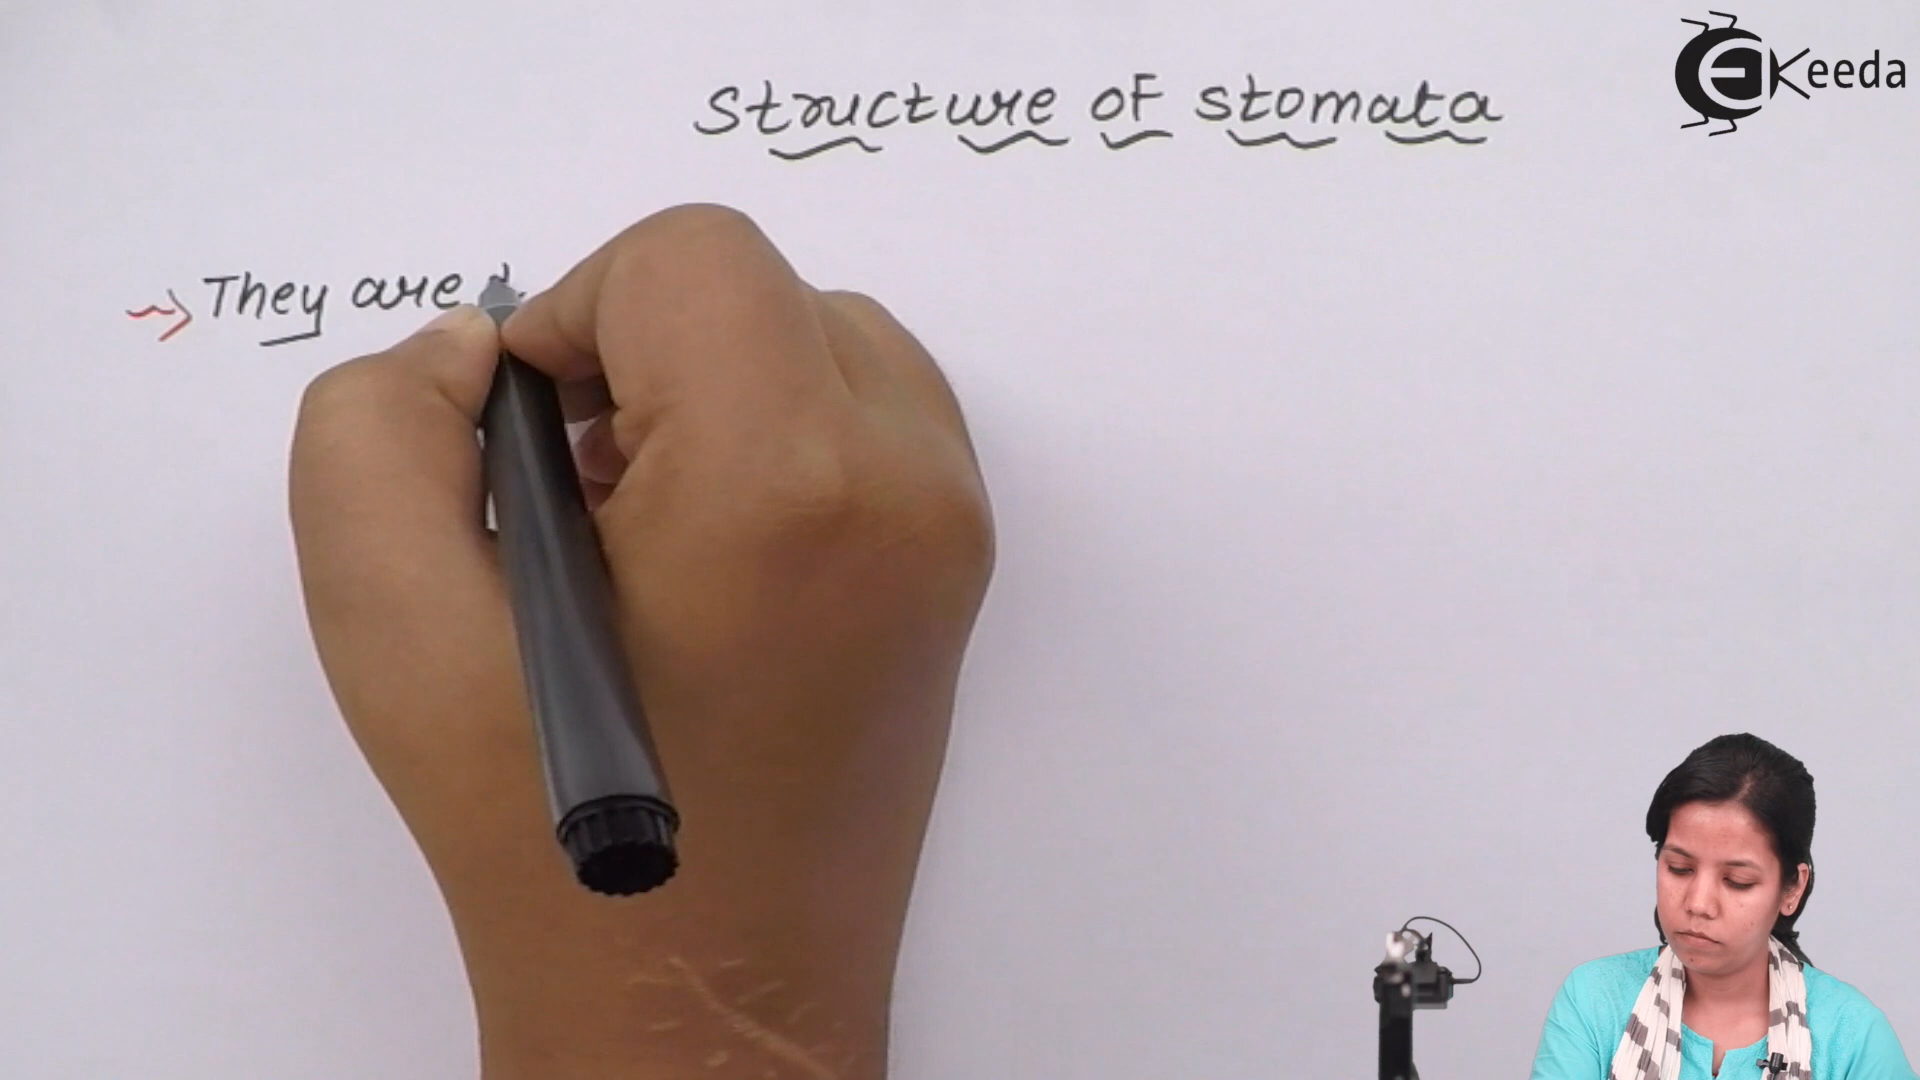 Structure of stomata
EKeeda
They are